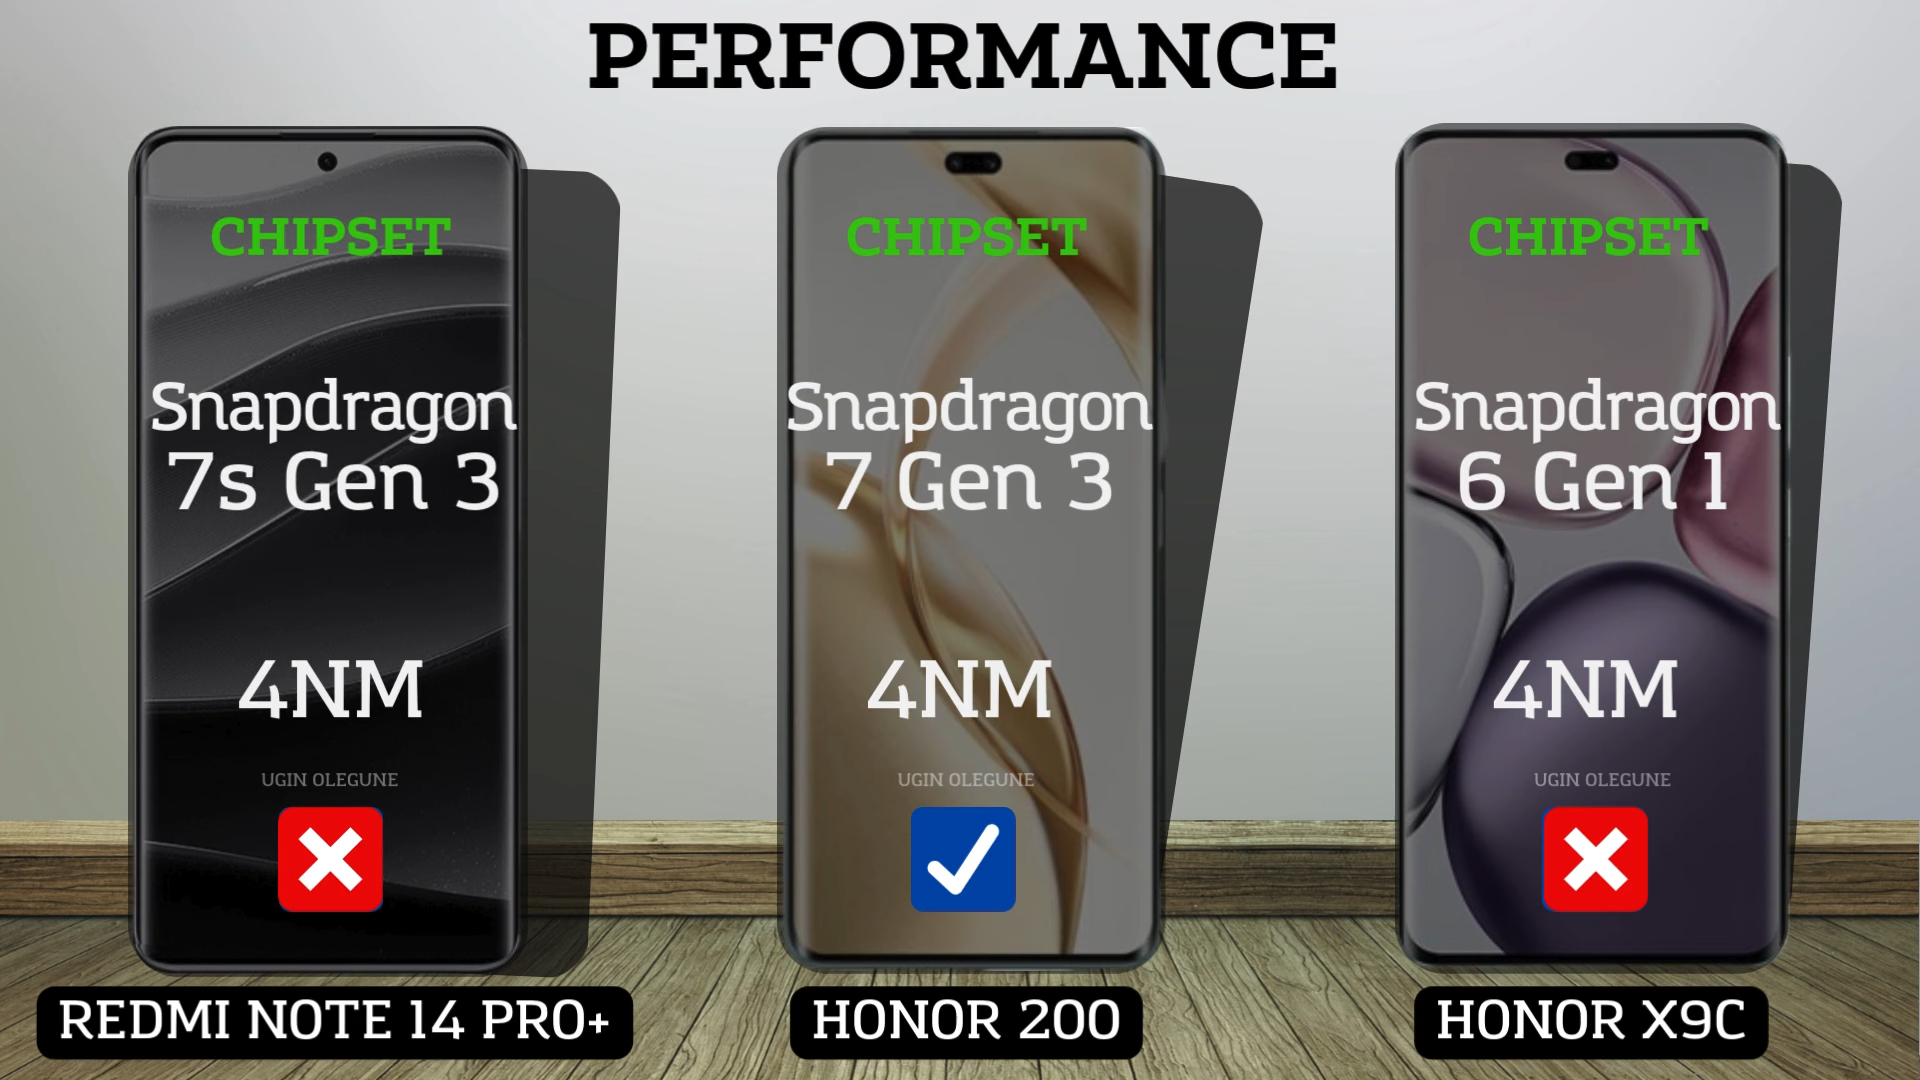 PERFORMANCE
CHIPSET
Snapdragon
7s Gen 3
4NM
UGIN OLEGUNE
REDMI NOTE 14 PRO+
CHIPSET
Snapdragon
7 Gen 3
4NM
UGIN OLEGUNE
HONOR 200
CHIPSET
Snapdragon
6 Gen 1
4NM
UGIN OLEGUNE
HONOR X9C